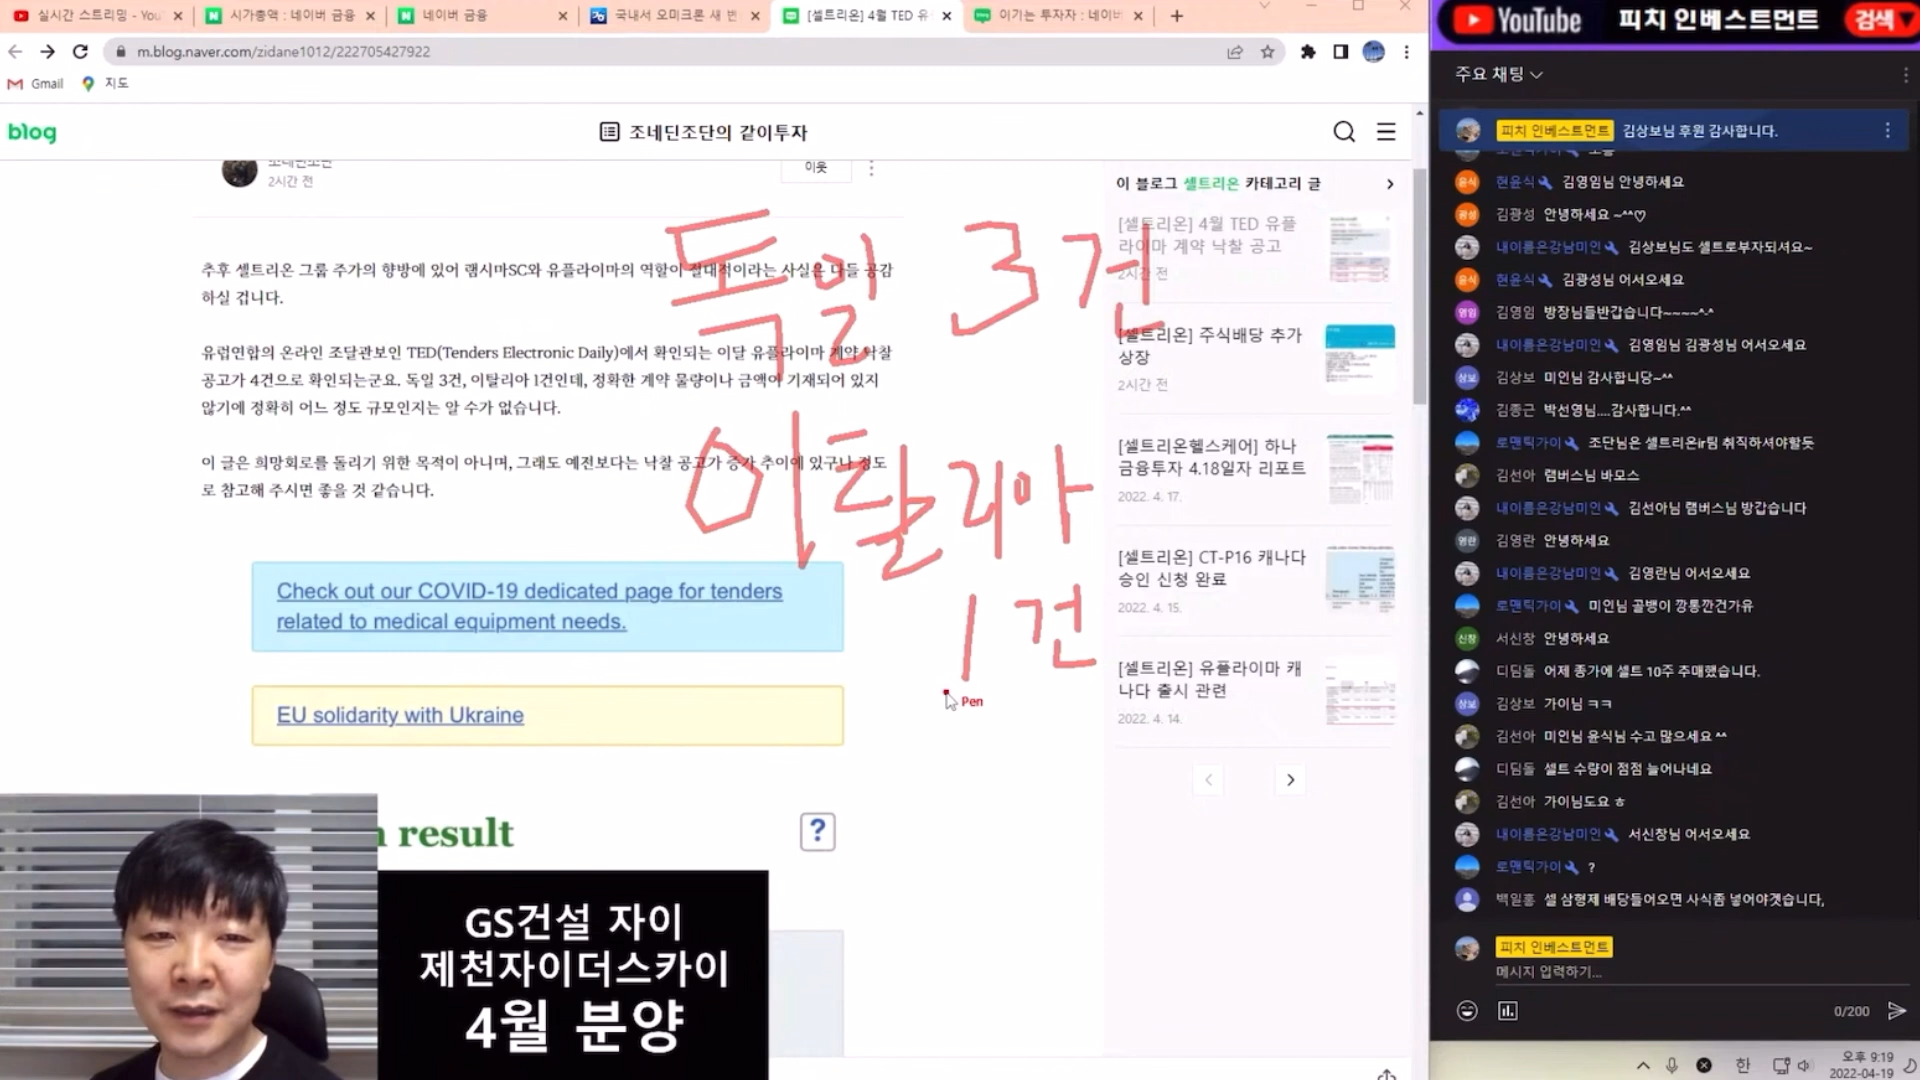 실시간 스트리밍 - You
시가총액 : 네이버 금융
네이버 금융
국내서 오미크론 새 변
[셀트리온] 4월 TED 유
이기는 투자자 : 네이버
m.blog.naver.com/zidane1012/222705427922
Gmail
지도
blog
조네딘조단의 같이투자
조네딘조단
2시간 전
이웃
추후 셀트리온 그룹 주가의 향방에 있어 램시마SC와 유플라이마의 역할이 절대적이라는 사실은 다들 공감
하실 겁니다.
유럽연합의 온라인 조달관보인 TED(Tenders Electronic Daily)에서 확인되는 이달 유플라이마 계약 낙찰
공고가 4건으로 확인되는군요. 독일 3건, 이탈리아 1건인데, 정확한 계약 물량이나 금액이 기재되어 있지
않기에 정확히 어느 정도 규모인지는 알 수가 없습니다.
이 글은 희망회로를 돌리기 위한 목적이 아니며, 그래도 예전보다는 낙찰 공고가 증가 추이에 있구나 정도
로 참고해 주시면 좋을 것 같습니다.
독일 3건
이탈리아
1건
Pen
Check out our COVID-19 dedicated page for tenders
related to medical equipment needs.
EU solidarity with Ukraine
result
?
이 블로그 셀트리온 카테고리 글
[셀트리온] 4월 TED 유플
라이마 계약 낙찰 공고
2시간 전
[셀트리온] 주식배당 추가
상장
2시간 전
[셀트리온헬스케어] 하나
금융투자 4.18일자 리포트
2022. 4. 17.
[셀트리온] CT-P16 캐나다
승인 신청 완료
2022. 4. 15.
[셀트리온] 유플라이마 캐
나다 출시 관련
2022. 4. 14.
GS건설 자이
제천자이더스카이
4월 분양
YouTube 피치 인베스트먼트 검색
주요 채팅
피치 인베스트먼트 김상보님 후원 감사합니다.
현윤식 김영임님 안녕하세요
김광성 안녕하세요 ~^^♡
내이름은강남미인 김상보님도 셀트로부자되셔요~
현윤식 김광성님 어서오세요
김영임 방장님들반갑습니다~~~~^.^
내이름은강남미인 김영임님 김광성님 어서오세요
김상보 미인님 감사합니당~^^
김종근 박선영님....감사합니다.^^
로맨틱가이 조단님은 셀트리온ir팀 취직하셔야할듯
김선아 램버스님 바모스
내이름은강남미인 김선아님 램버스님 방갑습니다
김영란 안녕하세요
내이름은강남미인 김영란님 어서오세요
로맨틱가이 미인님 골뱅이 깡통깐건가유
서신창 안녕하세요
디딤돌 어제 종가에 셀트 10주 추매했습니다.
김상보 가이님 ㅋㅋ
김선아 미인님 윤식님 수고 많으세요 ^^
디딤돌 셀트 수량이 점점 늘어나네요
김선아 가이님도요 ㅎ
내이름은강남미인 서신창님 어서오세요
로맨틱가이 ?
백일홍 셀 삼형제 배당들어오면 사식좀 넣어야겟습니다,
피치 인베스트먼트
메시지 입력하기...
0/200
한
오후 9:19
2022-04-19